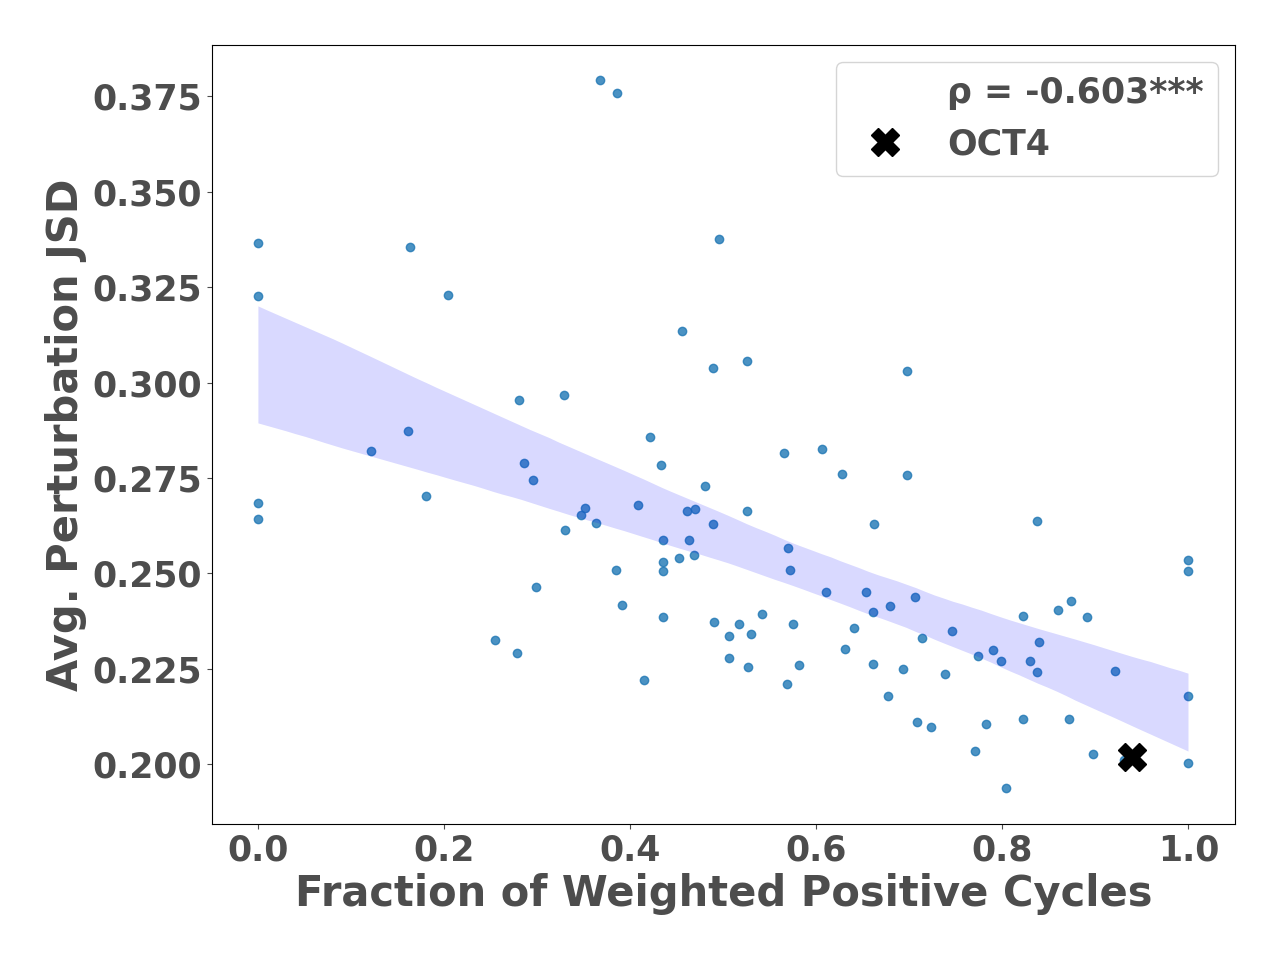 ρ = -0.603***
OCT4
Avg. Perturbation JSD
0.375
0.350
0.325
0.300
0.275
0.250
0.225
0.200
0.0 0.2 0.4 0.6 0.8 1.0
Fraction of Weighted Positive Cycles